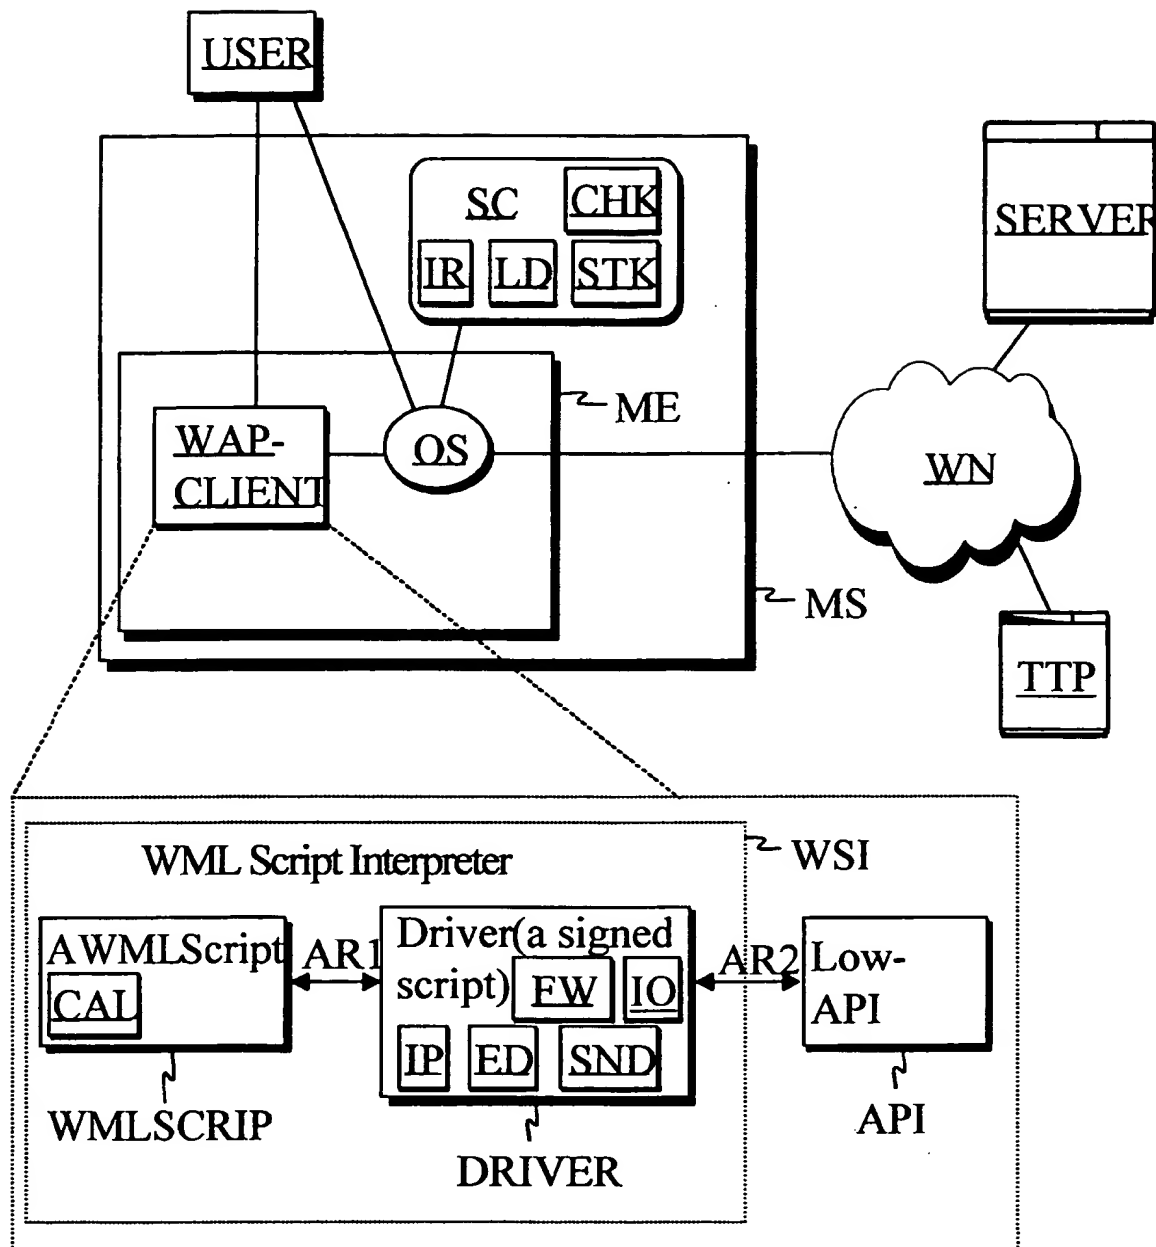 USER
SC
CHK
IR
LD
STK
SERVER
ME
WAP-
CLIENT
OS
WN
MS
TTP
WML Script Interpreter
WSI
AWMLScript
CAL
AR1
Driver(a signed
script)
FW
IO
IP
ED
SND
AR2
Low-
API
WMLSCRIP
DRIVER
API